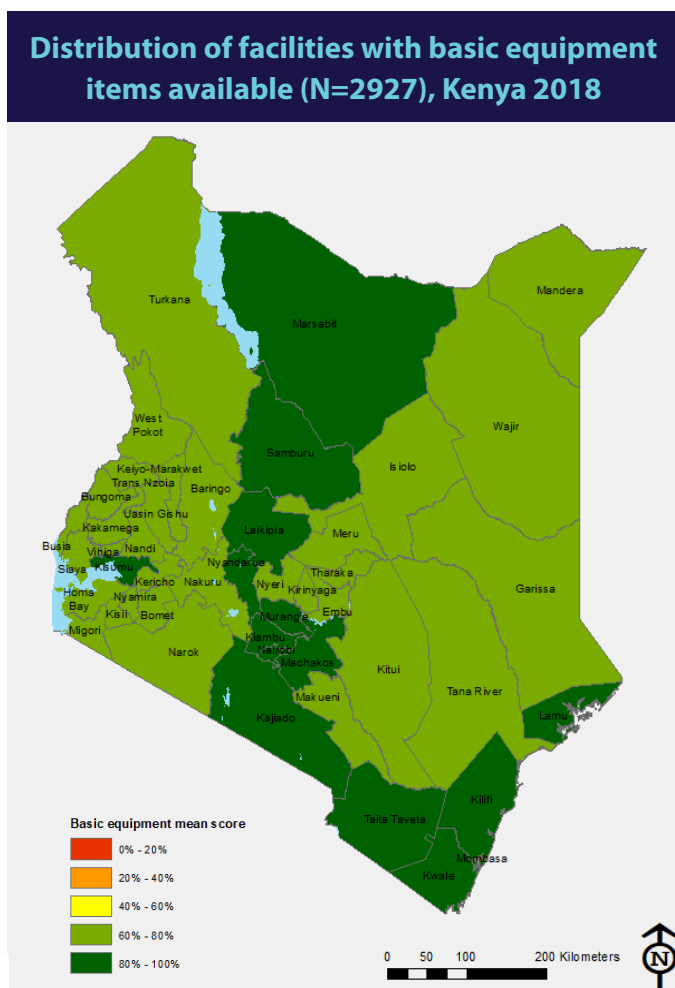 Distribution of facilities with basic equipment
items available (N=2927), Kenya 2018
Turkana
Marsabit
Mandera
Wajir
West
Pokot
Samburu
Isiolo
Keiyo-Marakwet
Trans Nzoia
Baringo
Bungoma
Uasin Gishu
Laikipia
Meru
Kakamega
Busia
Vihiga
Nandi
Nyandarua
Siaya
Kisumu
Kericho
Nakuru
Nyeri
Tharaka
Kirinyaga
Garissa
Homa
Bay
Nyamira
Embu
Kisii
Bomet
Murang'a
Migori
Kiambu
Nairobi
Narok
Machakos
Kitui
Tana River
Makueni
Kajiado
Lamu
Taita Taveta
Kilifi
Mombasa
Kwale
Basic equipment mean score
0% - 20%
20% - 40%
40% - 60%
60% - 80%
80% - 100%
0 50 100 200 Kilometers
N